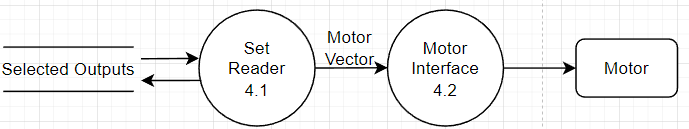 Selected Outputs
Set
Reader
4.1
Motor
Vector
Motor
Interface
4.2
Motor